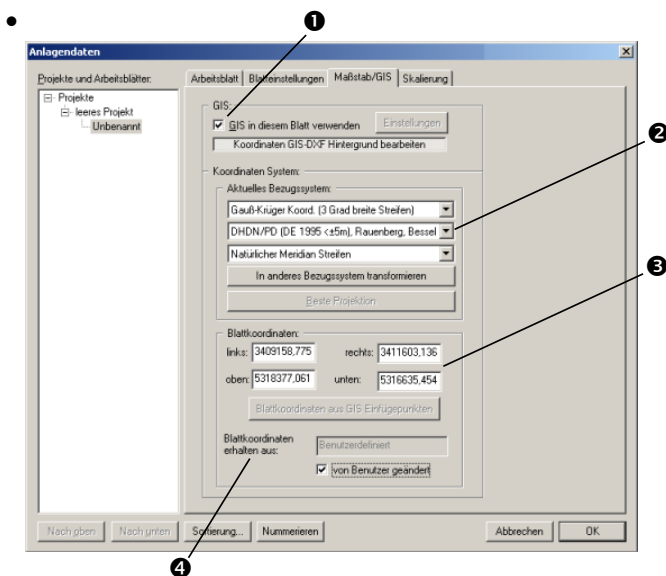 ❶
Anlagendaten
Projekte und Arbeitsblätter:
Projekte
leeres Projekt
Unbenannt
Arbeitsblatt Blatteinstellungen Maßstab/GIS Skalierung
GIS:
GIS in diesem Blatt verwenden Einstellungen
Koordinaten GIS-DXF Hintergrund bearbeiten
❷
Koordinaten System:
Aktuelles Bezugssystem:
Gauß-Krüger Koord. (3 Grad breite Streifen)
DHDN/PD (DE 1995 <±5m), Rauenberg, Bessel
Natürlicher Meridian Streifen
❸
In anderes Bezugssystem transformieren
Beste Projektion
Blattkoordinaten:
links: 3409158,775 rechts: 3411603,136
oben: 5318377,061 unten: 5316635,454
Blattkoordinaten aus GIS Einfügepunkten
Blattkoordinaten
erhalten aus: Benutzerdefiniert
von Benutzer geändert
Nach oben Nach unten Sortierung... Nummerieren Abbrechen OK
❹